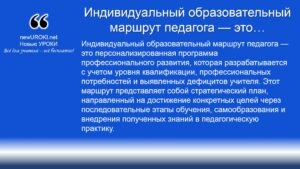 Индивидуальный образовательный
маршрут педагога — это…
newUROKI.net
Новые УРОКИ
Всё для учителя – всё бесплатно!
Индивидуальный образовательный маршрут педагога —
это персонализированная программа
профессионального развития, которая разрабатывается
с учетом уровня квалификации, профессиональных
потребностей и выявленных дефицитов учителя. Этот
маршрут представляет собой стратегический план,
направленный на достижение конкретных целей через
последовательные этапы обучения, самообразования и
внедрения полученных знаний в педагогическую
практику.